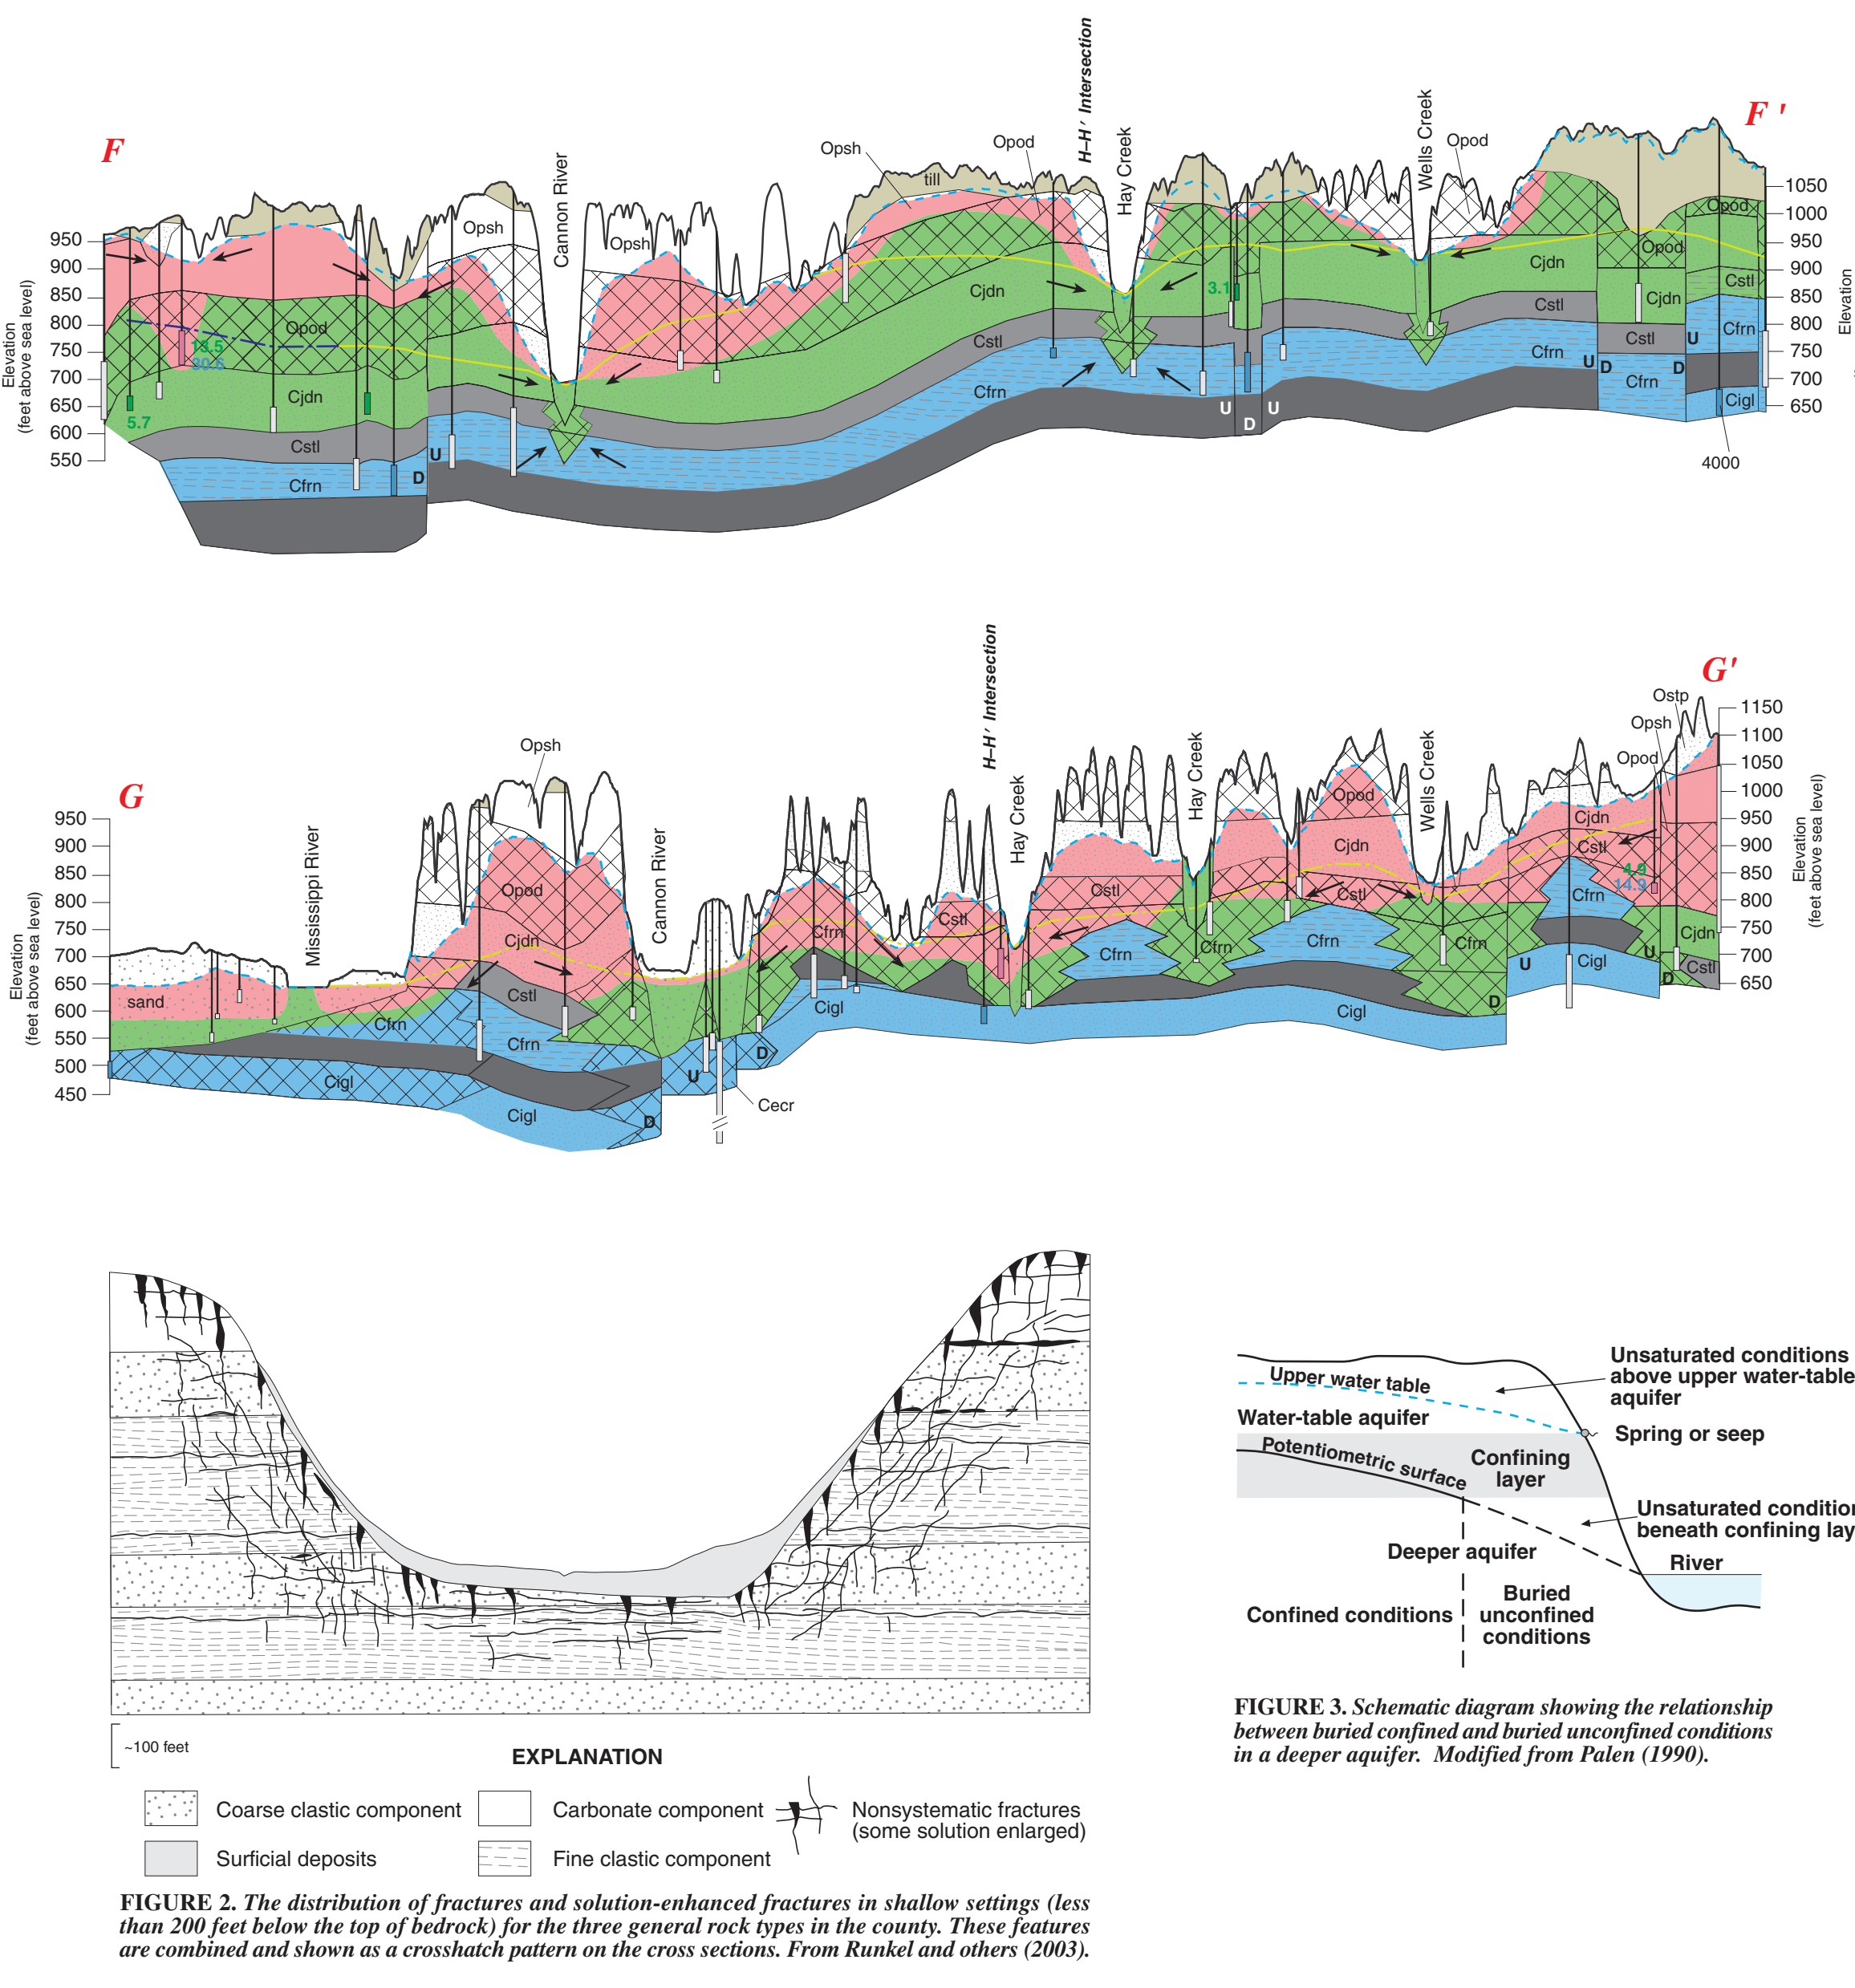 F
F '
H–H′ Intersection
Cannon River
Opsh
Opod
Hay Creek
Wells Creek
Opod
till
Opsh
Opsh
950
900
850
800
750
700
650
600
550
Elevation
(feet above sea level)
1050
1000
950
900
850
800
750
700
650
Elevation
Opod
13.5
30.6
5.7
Cjdn
Cstl
Cfrn
U
D
Cjdn
Cstl
Cfrn
3.1
U
D
U
Cjdn
Cstl
Cfrn
U
D
Cjdn
Cstl
Cfrn
D
U
Opod
Opod
Cstl
Cfrn
Cigl
4000
G
G'
H–H′ Intersection
Mississippi River
Opsh
Cannon River
Hay Creek
Hay Creek
Wells Creek
Ostp
Opsh
Opod
950
900
850
800
750
700
650
600
550
500
450
Elevation
(feet above sea level)
1150
1100
1050
1000
950
900
850
800
750
700
650
Elevation
(feet above sea level)
sand
Opod
Cjdn
Cstl
Cfrn
Cfrn
Cigl
Cigl
D
U
D
Cecr
Cfrn
Cigl
Cstl
Cstl
Cfrn
Cfrn
Opod
Cjdn
Cstl
Cfrn
Cigl
Cfrn
D
U
Cjdn
Cstl
Cfrn
Cigl
4.9
14.9
U
D
Cjdn
Cstl
~100 feet
EXPLANATION
Coarse clastic component
Carbonate component
Nonsystematic fractures
(some solution enlarged)
Surficial deposits
Fine clastic component
FIGURE 2. The distribution of fractures and solution-enhanced fractures in shallow settings (less
than 200 feet below the top of bedrock) for the three general rock types in the county. These features
are combined and shown as a crosshatch pattern on the cross sections. From Runkel and others (2003).
Upper water table
Water-table aquifer
Potentiometric surface
Confining
layer
Deeper aquifer
Confined conditions
Buried
unconfined
conditions
Unsaturated conditions
above upper water-table
aquifer
Spring or seep
Unsaturated condition
beneath confining lay
River
FIGURE 3. Schematic diagram showing the relationship
between buried confined and buried unconfined conditions
in a deeper aquifer. Modified from Palen (1990).